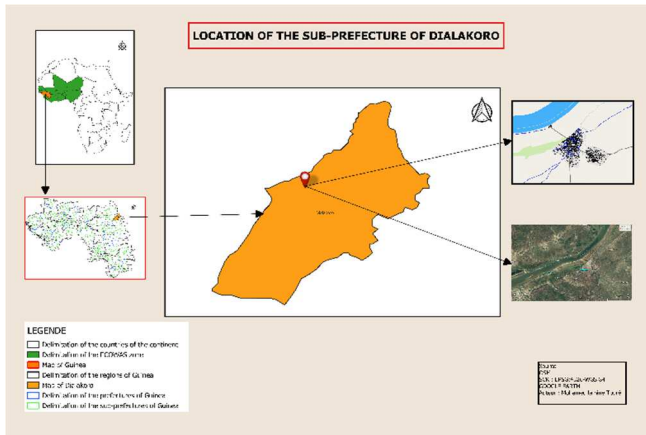 LOCATION OF THE SUB-PREFECTURE OF DIALAKORO
LEGENDE
Delimitation of the countries of the continent
Delimitation of the ECOWAS zone
Map of Guinea
Delimitation of the regions of Guinea
Map of Dialakoro
Delimitation of the prefectures of Guinea
Delimitation of the sub-prefectures of Guinea
GOOGLE EARTH